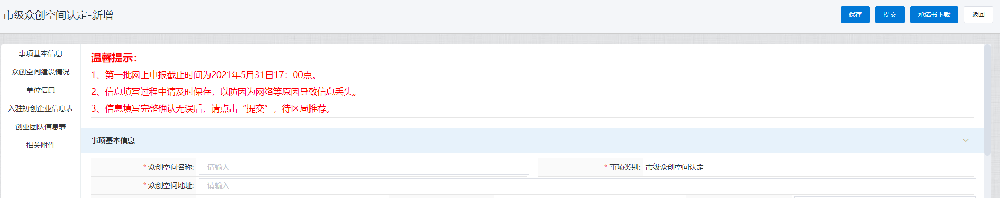 市级众创空间认定-新增
保存
提交
承诺书下载
返回
事项基本信息
众创空间建设情况
单位信息
入驻初创企业信息表
创业团队信息表
相关附件
温馨提示：
1、第一批网上申报截止时间为2021年5月31日17：00点。
2、信息填写过程中请及时保存，以防因为网络等原因导致信息丢失。
3、信息填写完整确认无误后，请点击“提交”，待区局推荐。
事项基本信息
* 众创空间名称: 请输入
* 事项类别: 市级众创空间认定
* 众创空间地址: 请输入